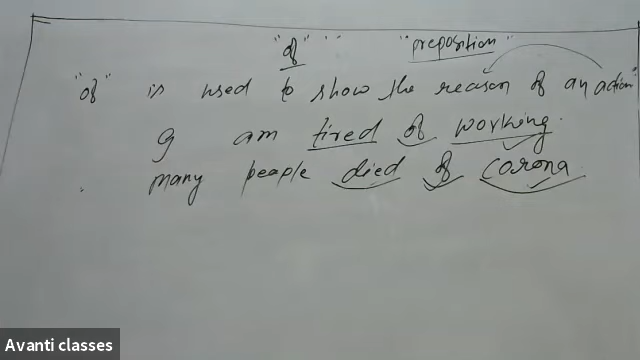 "of" "preposition"
"of" is used to show the reason of an action"
I am tired of working.
many peaple died of corona.
Avanti classes